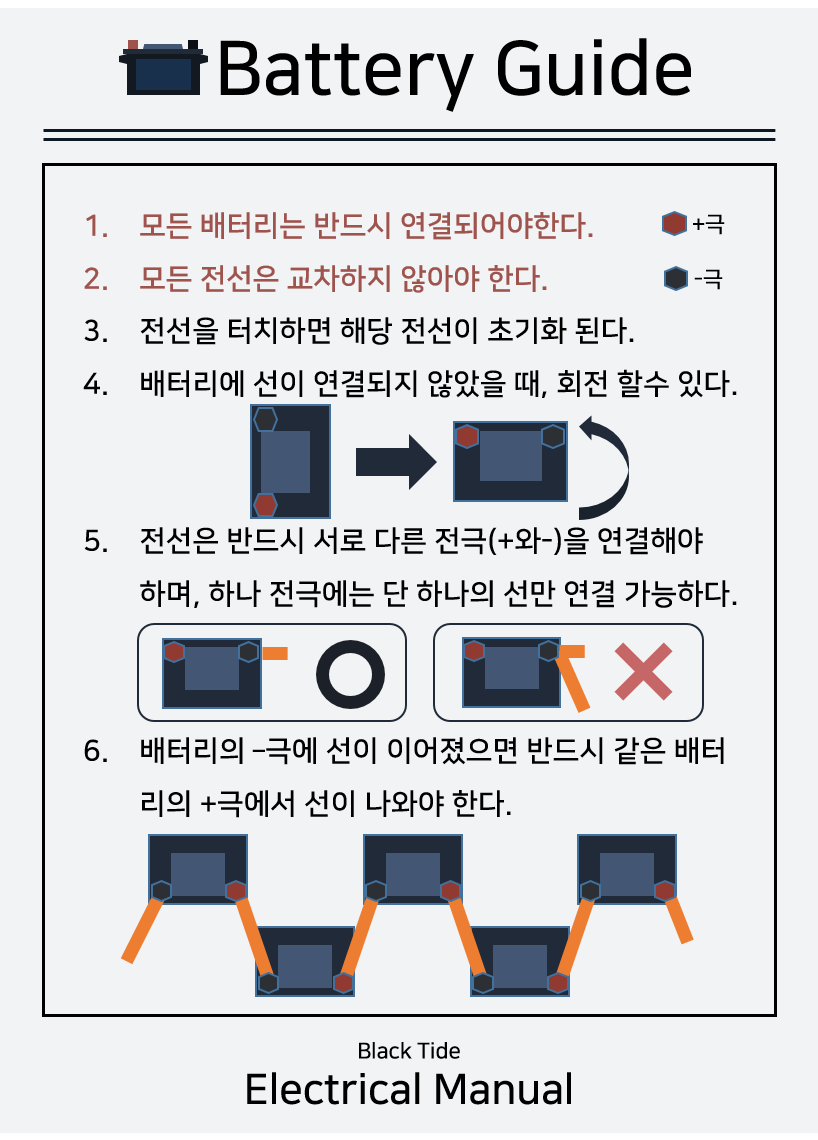 Battery Guide
1. 모든 배터리는 반드시 연결되어야한다.
+극
2. 모든 전선은 교차하지 않아야 한다.
-극
3. 전선을 터치하면 해당 전선이 초기화 된다.
4. 배터리에 선이 연결되지 않았을 때, 회전 할수 있다.
5. 전선은 반드시 서로 다른 전극(+와-)을 연결해야
하며, 하나 전극에는 단 하나의 선만 연결 가능하다.
6. 배터리의 –극에 선이 이어졌으면 반드시 같은 배터
리의 +극에서 선이 나와야 한다.
Black Tide
Electrical Manual